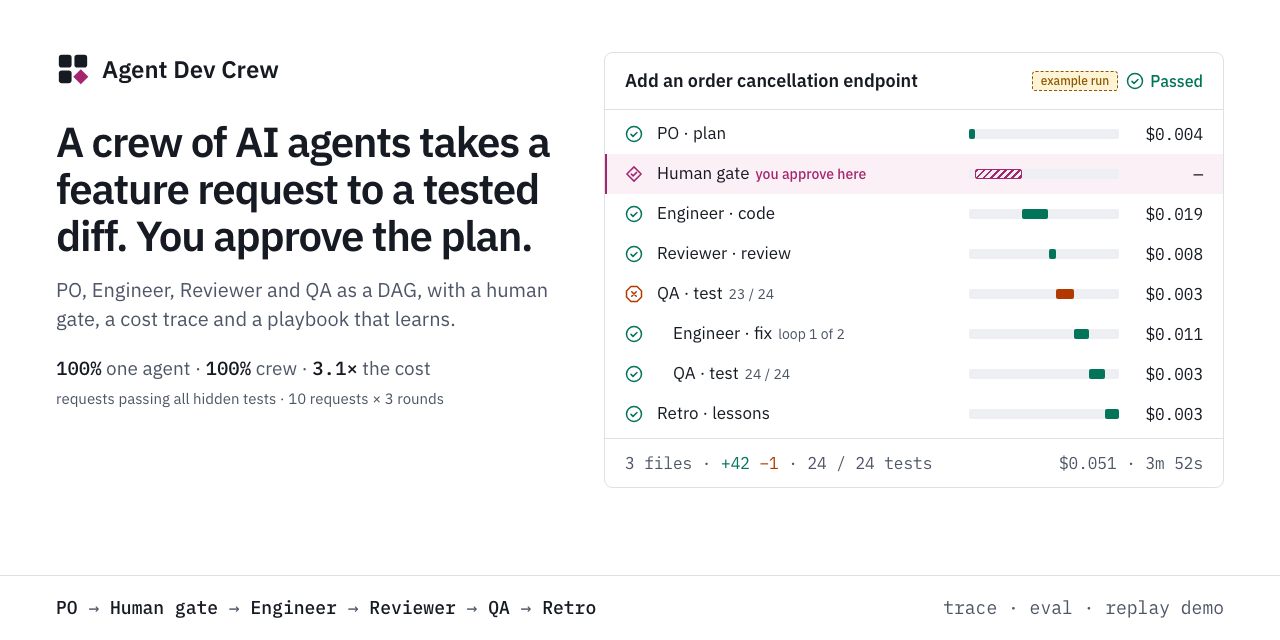 Agent Dev Crew
A crew of AI agents takes a
feature request to a tested
diff. You approve the plan.
PO, Engineer, Reviewer and QA as a DAG, with a human
gate, a cost trace and a playbook that learns.
100% one agent · 100% crew · 3.1× the cost
requests passing all hidden tests · 10 requests × 3 rounds
Add an order cancellation endpoint example run Passed
PO · plan $0.004
Human gate you approve here —
Engineer · code $0.019
Reviewer · review $0.008
QA · test 23 / 24 $0.003
Engineer · fix loop 1 of 2 $0.011
QA · test 24 / 24 $0.003
Retro · lessons $0.003
3 files · +42 −1 · 24 / 24 tests $0.051 · 3m 52s
PO → Human gate → Engineer → Reviewer → QA → Retro
trace · eval · replay demo